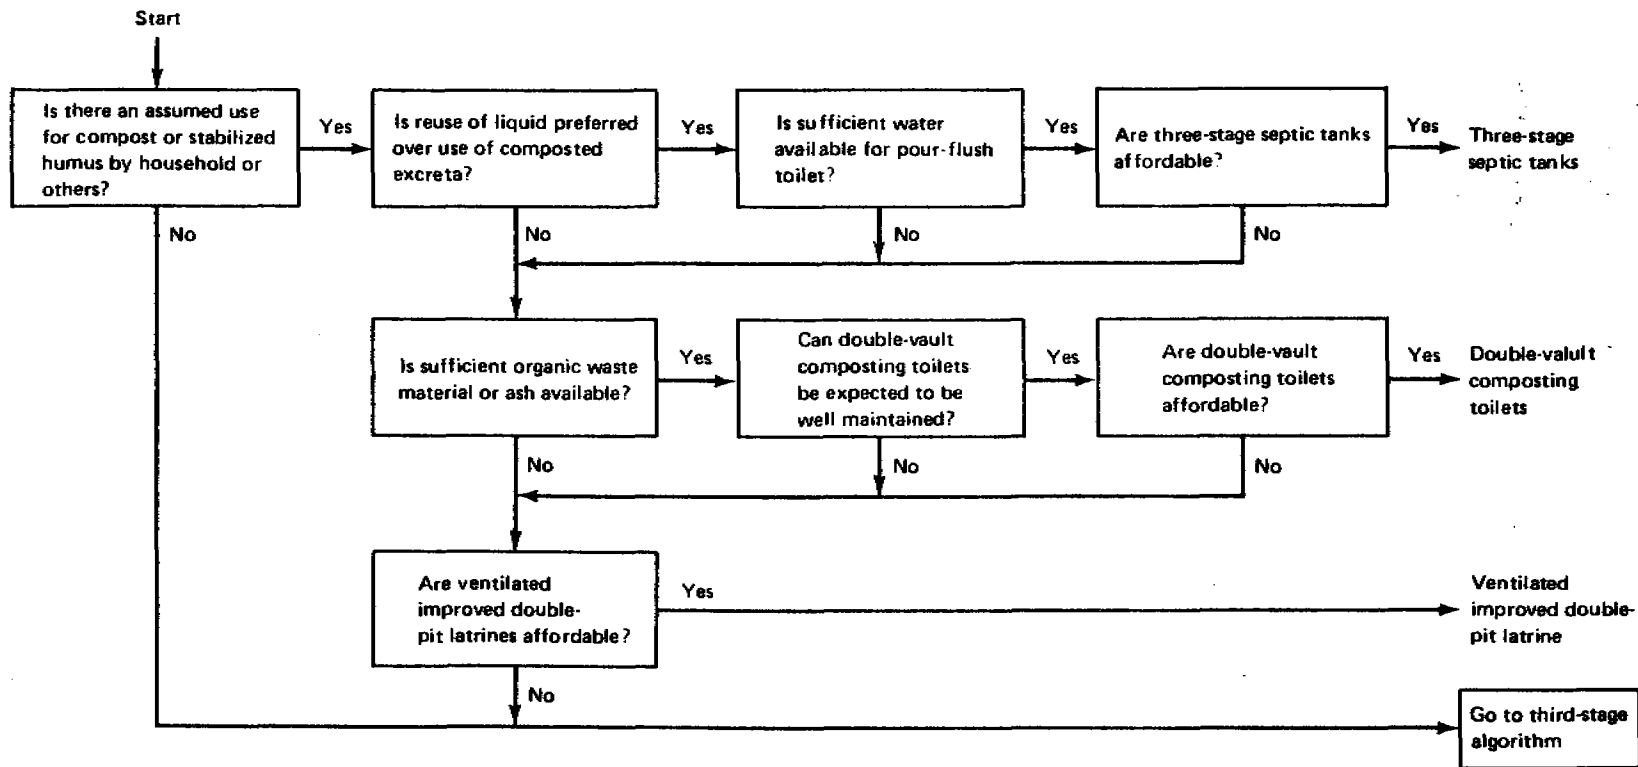 Start
Is there an assumed use
for compost or stabilized
humus by household or
others?
Yes
Is reuse of liquid preferred
over use of composted
excreta?
Yes
Is sufficient water
available for pour-flush
toilet?
Yes
Are three-stage septic tanks
affordable?
Yes
Three-stage
septic tanks
No
No
No
No
Is sufficient organic waste
material or ash available?
Yes
Can double-vault
composting toilets
be expected to be
well maintained?
Yes
Are double-vault
composting toilets
affordable?
Yes
Double-valult
composting
toilets
No
No
No
Are ventilated
improved double-
pit latrines affordable?
Yes
Ventilated
improved double-
pit latrine
No
Go to third-stage
algorithm